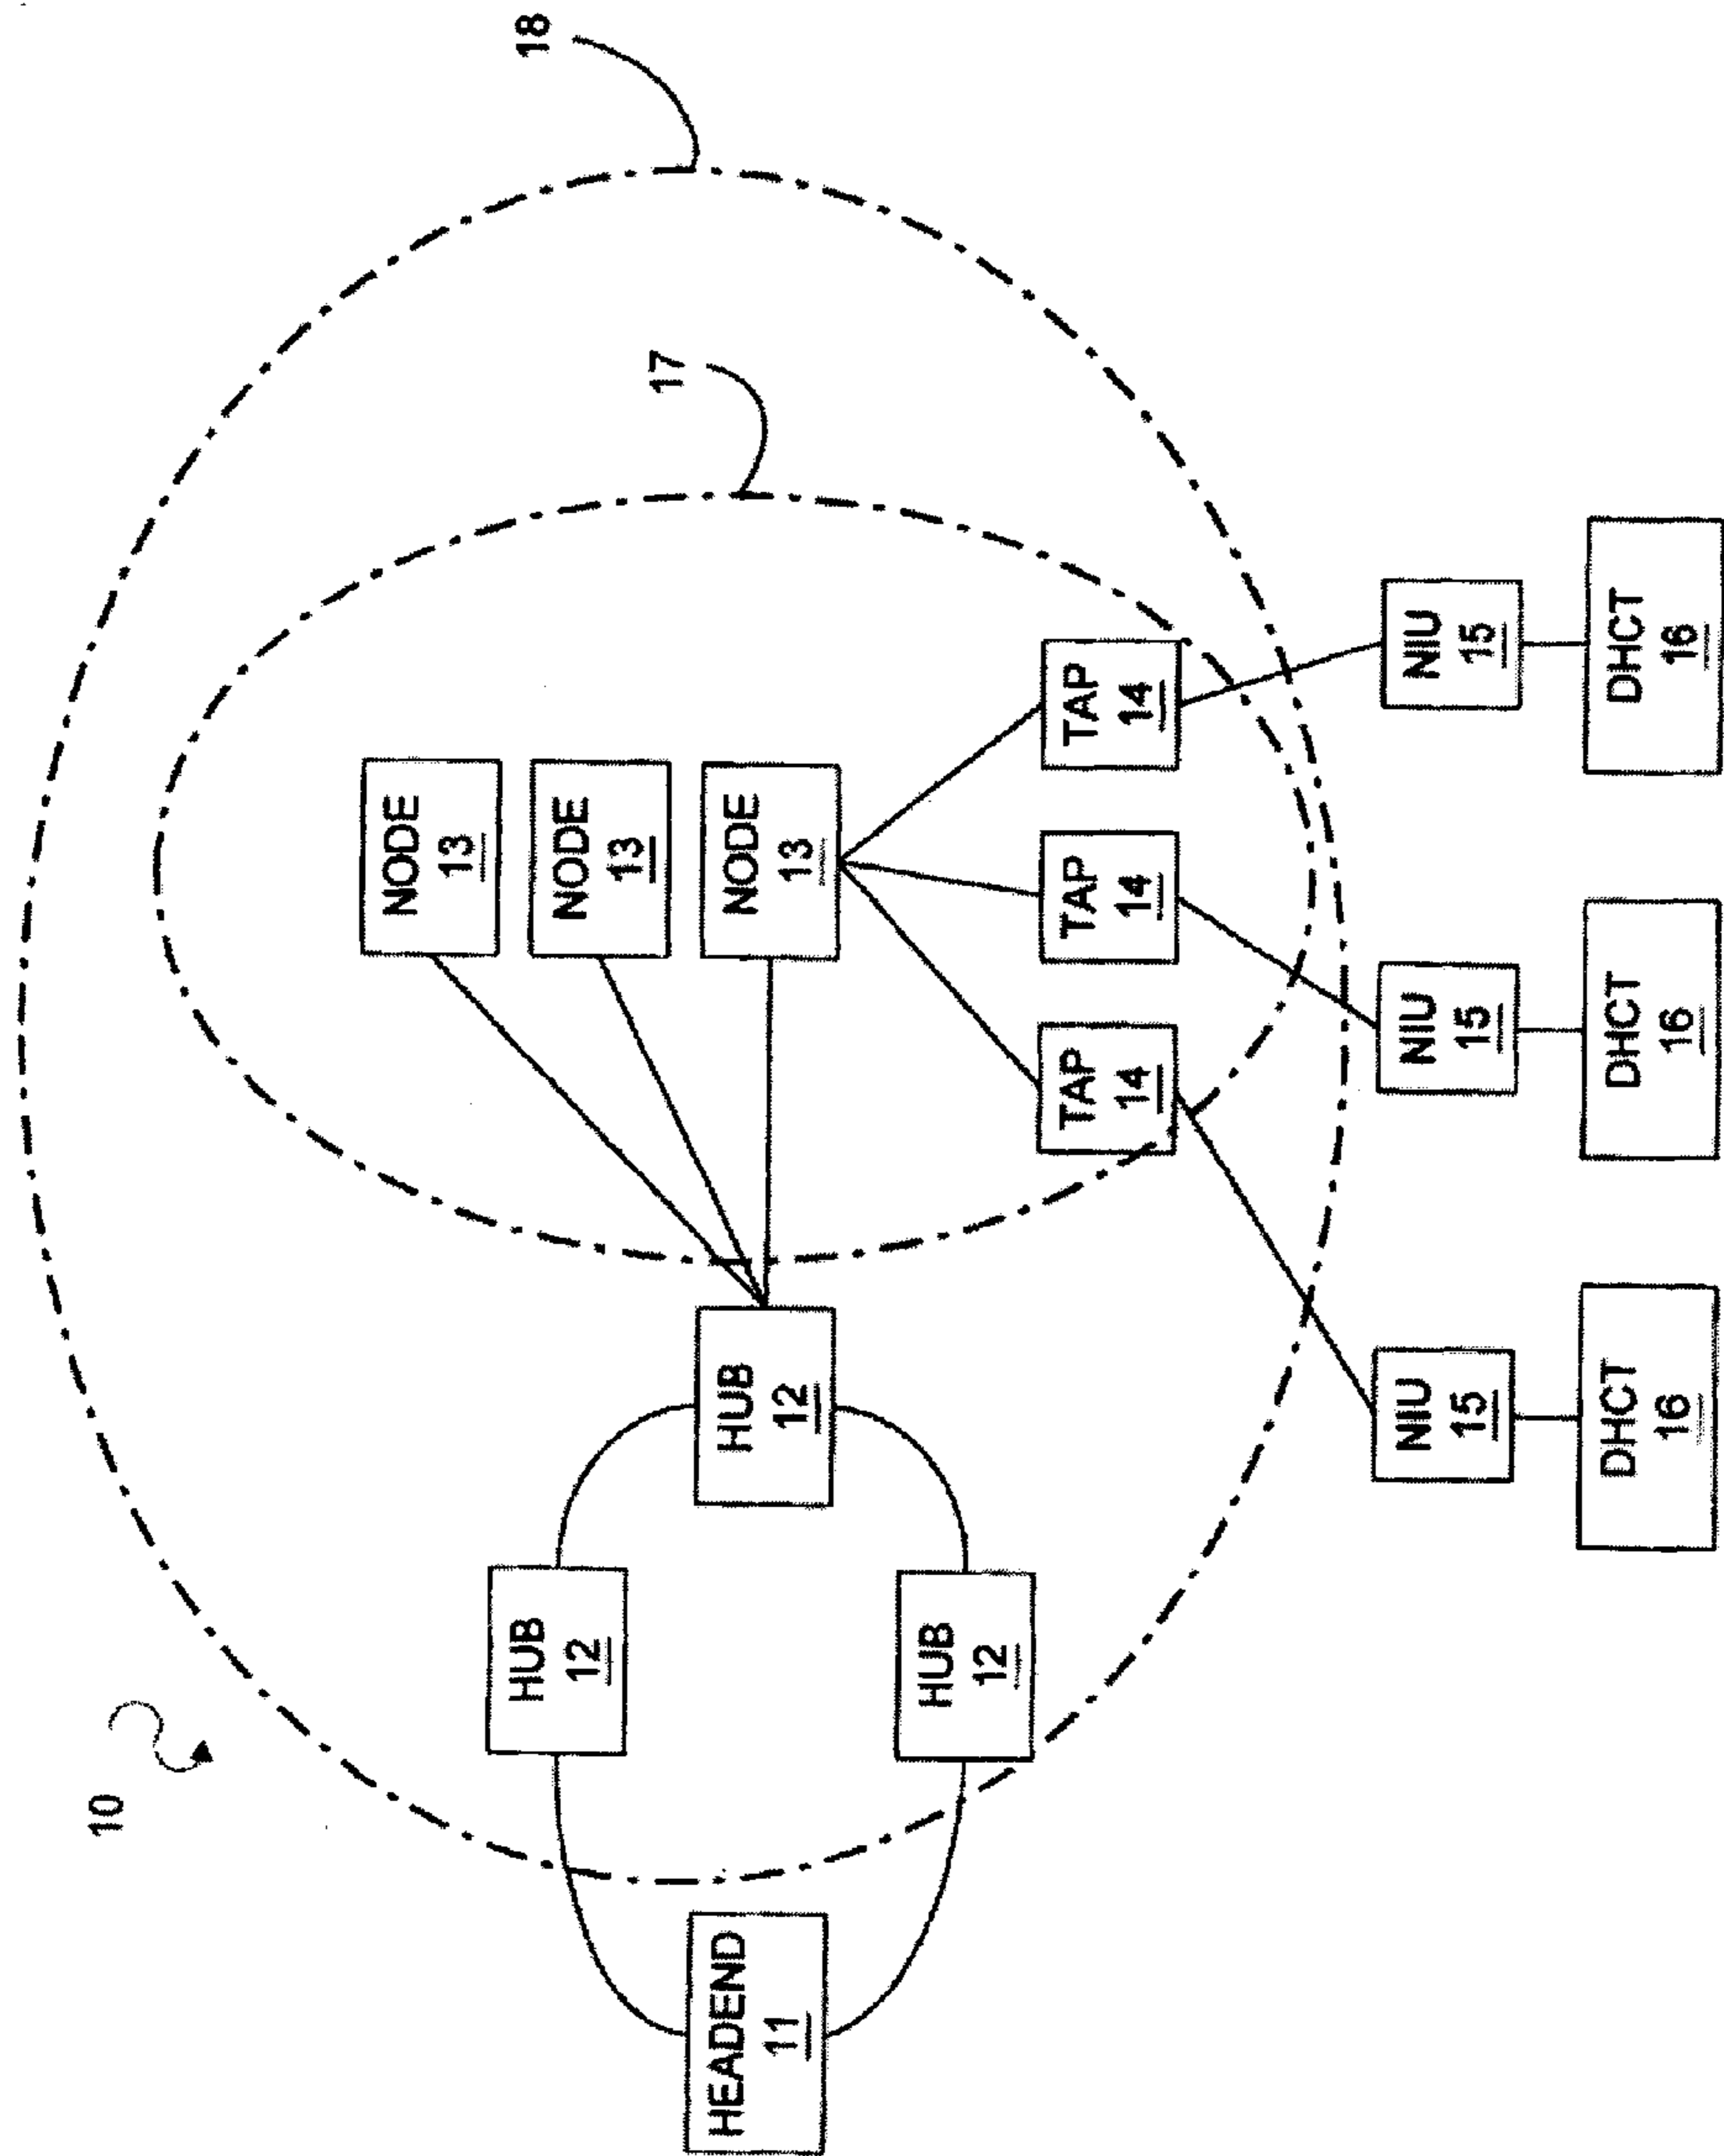 10
18
17
HEADEND
11
HUB
12
HUB
12
HUB
12
NODE
13
NODE
13
NODE
13
TAP
14
TAP
14
TAP
14
NIU
15
NIU
15
NIU
15
DHCT
16
DHCT
16
DHCT
16